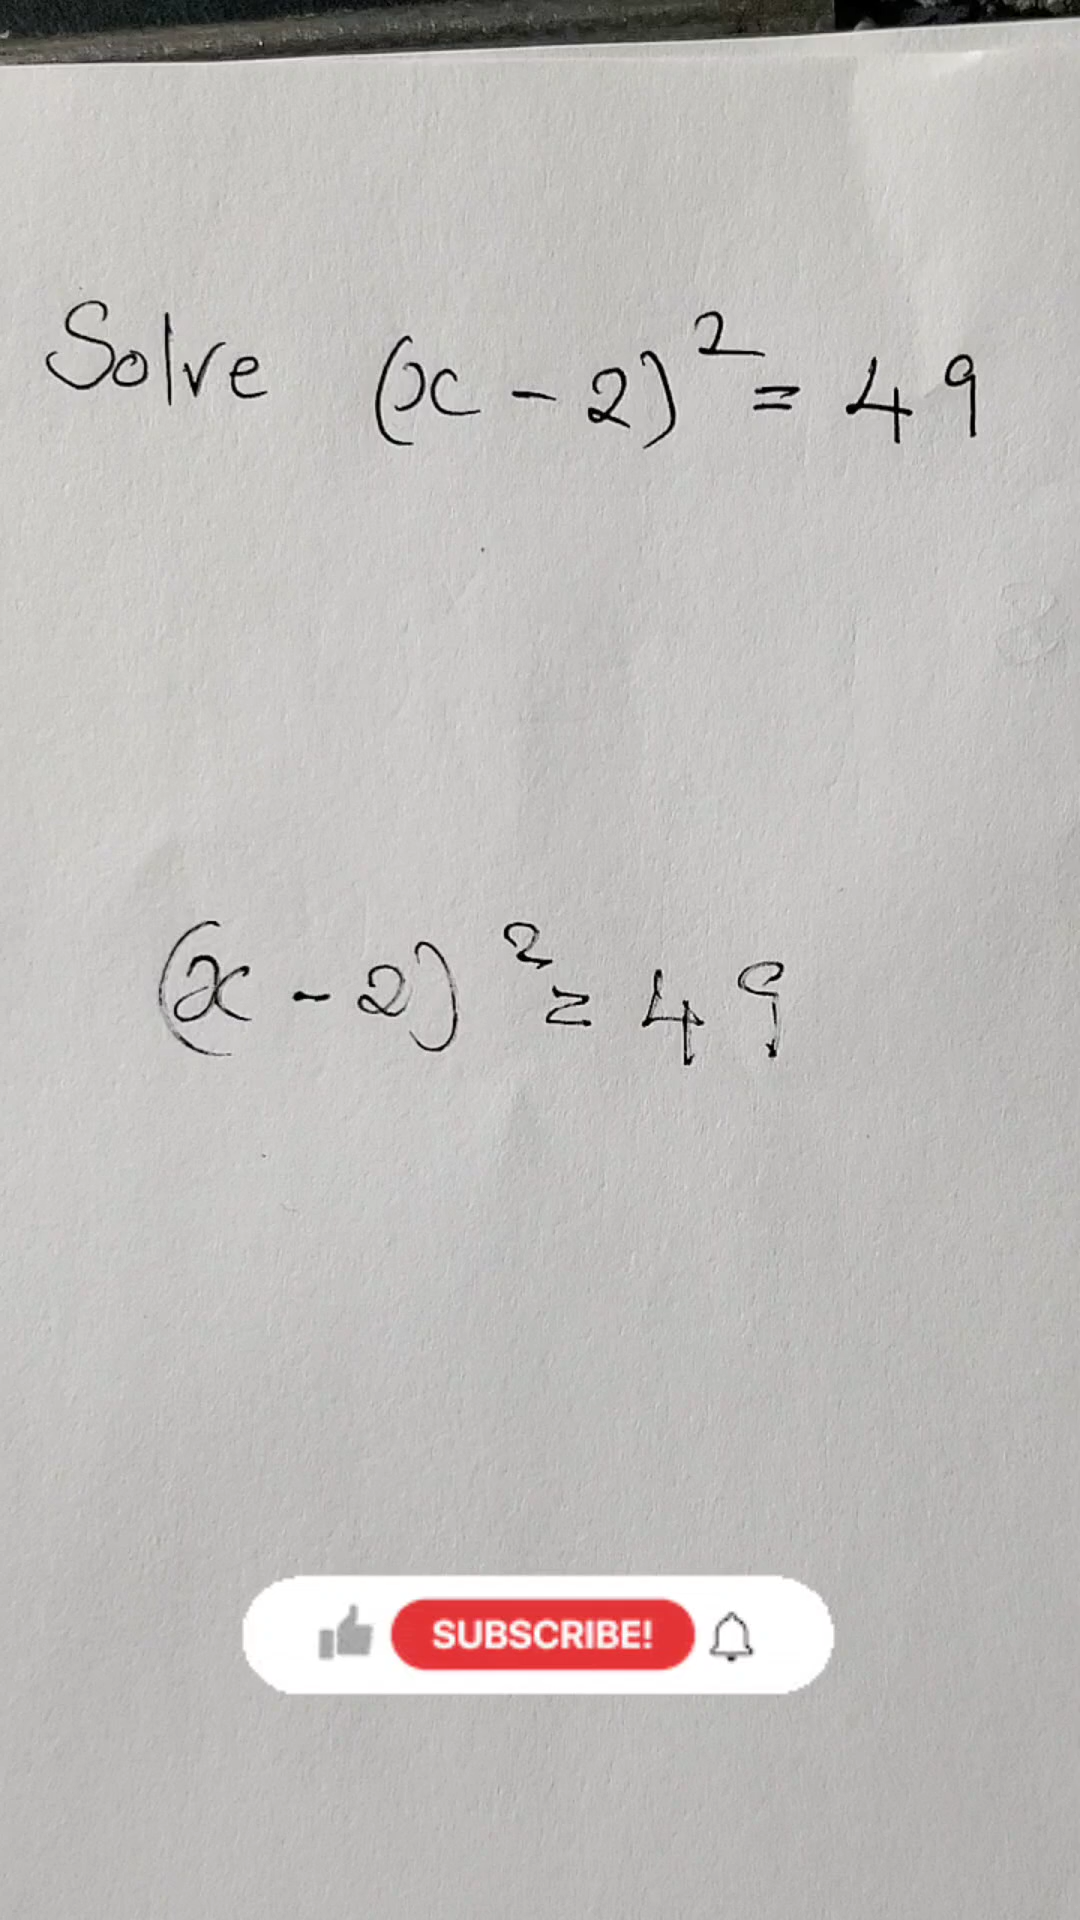 Solve (x - 2)² = 49
(x - 2)² = 49
SUBSCRIBE!